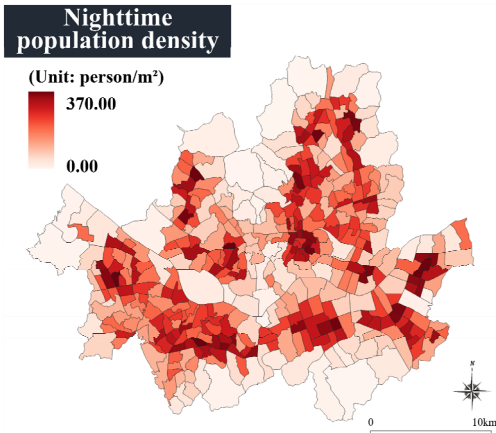 Nighttime
population density
(Unit: person/m²)
370.00
0.00
N
0 10km